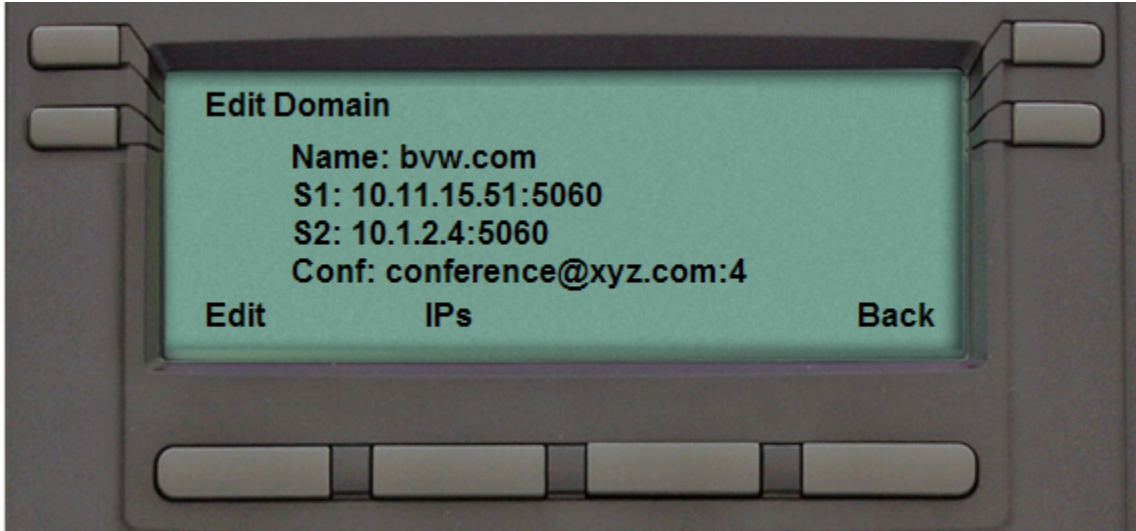 Edit Domain
Name: bvw.com
S1: 10.11.15.51:5060
S2: 10.1.2.4:5060
Conf: conference@xyz.com:4
Edit IPs Back